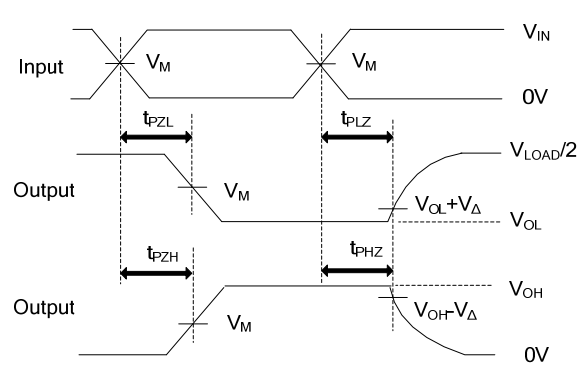 V_IN
Input
V_M
V_M
0V
t_PZL
t_PLZ
V_LOAD/2
Output
V_M
V_OL+V_Δ
V_OL
t_PZH
t_PHZ
V_OH
Output
V_M
V_OH-V_Δ
0V